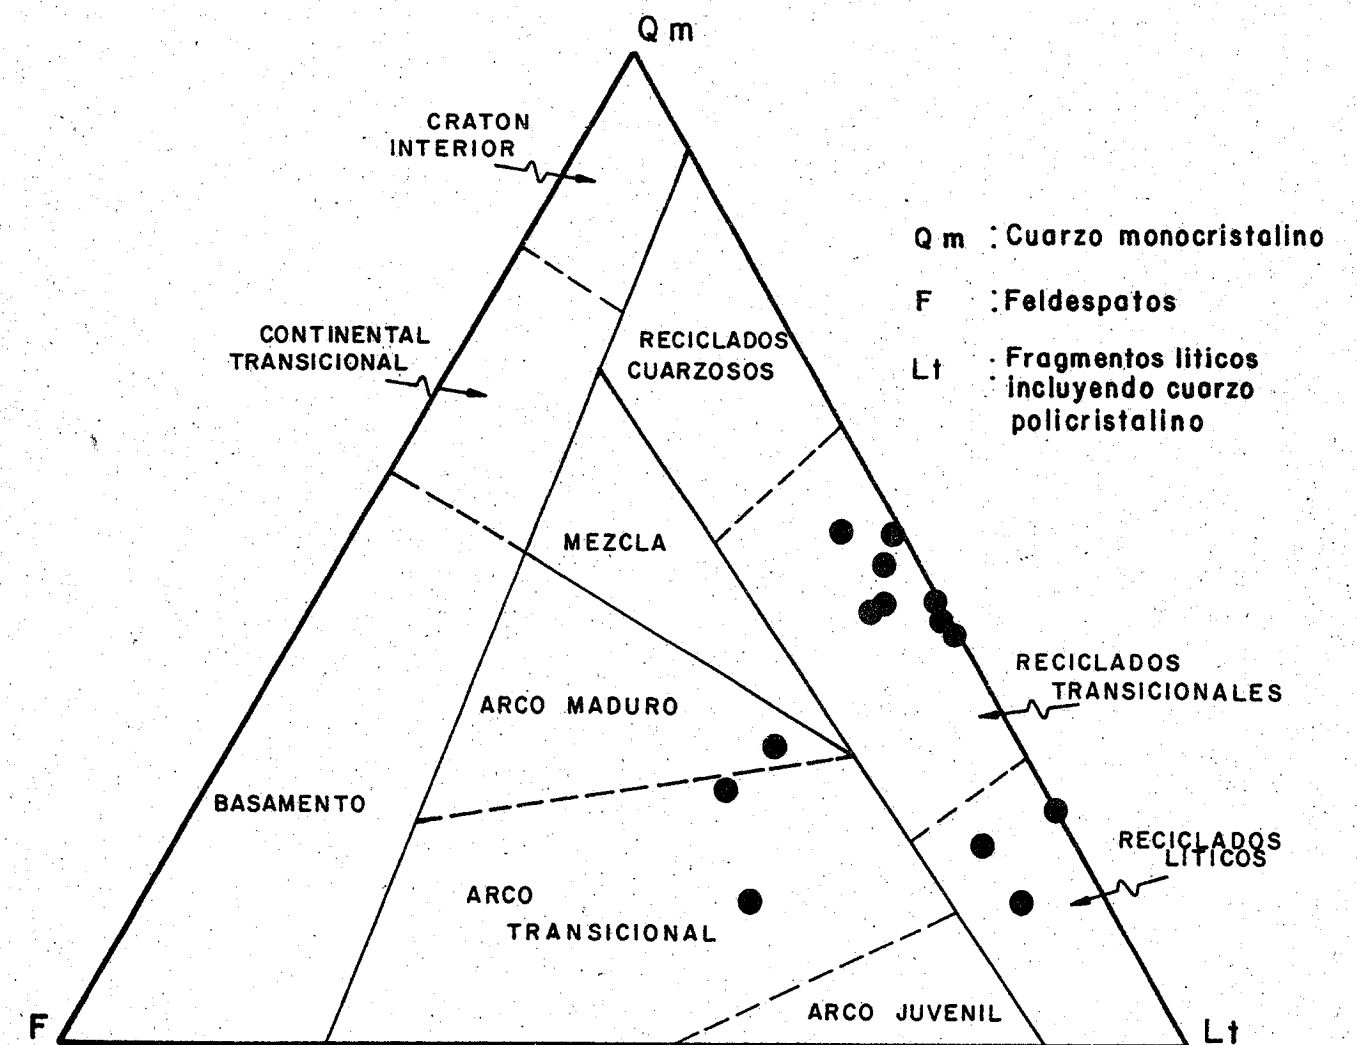 Qm
CRATON
INTERIOR
Qm : Cuarzo monocristalino
F : Feldespatos
Lt : Fragmentos liticos
incluyendo cuarzo
policristalino
CONTINENTAL
TRANSICIONAL
RECICLADOS
CUARZOSOS
MEZCLA
RECICLADOS
TRANSICIONALES
ARCO MADURO
BASAMENTO
RECICLADOS
LITICOS
ARCO
TRANSICIONAL
ARCO JUVENIL
F
Lt